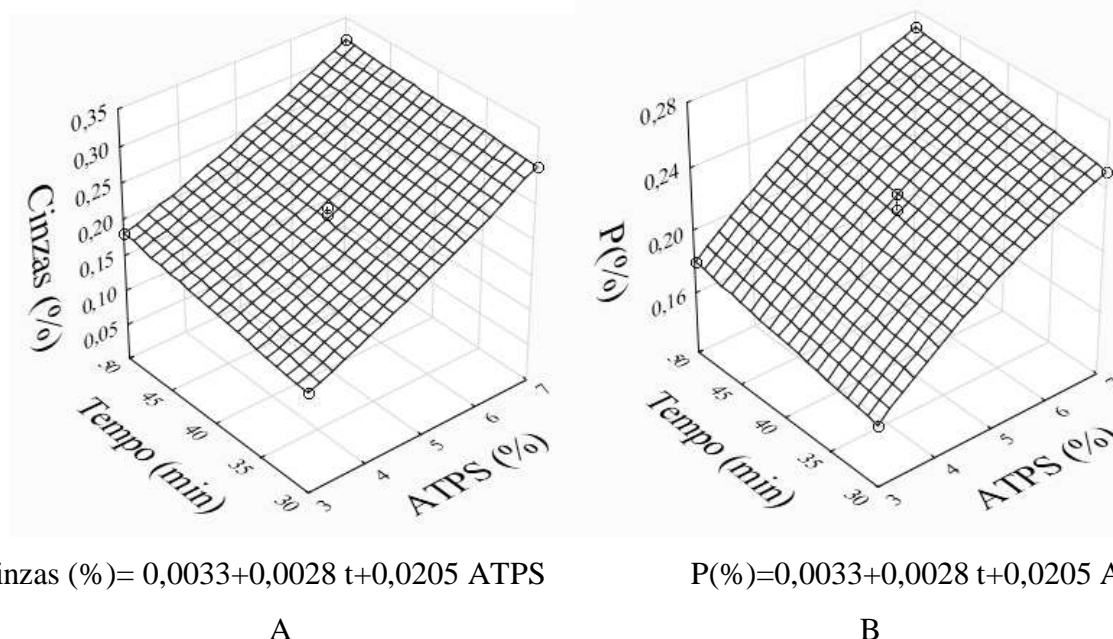 0,35
0,30
0,25
0,20
0,15
0,10
0,05
Cinzas (%)
45
40
35
30
Tempo (min)
3
4
5
6
7
ATPS (%)
0,28
0,24
0,20
0,16
P(%)
45
40
35
30
Tempo (min)
3
4
5
6
ATPS (%)
inzas (%)= 0,0033+0,0028 t+0,0205 ATPS
P(%)=0,0033+0,0028 t+0,0205 A
A
B